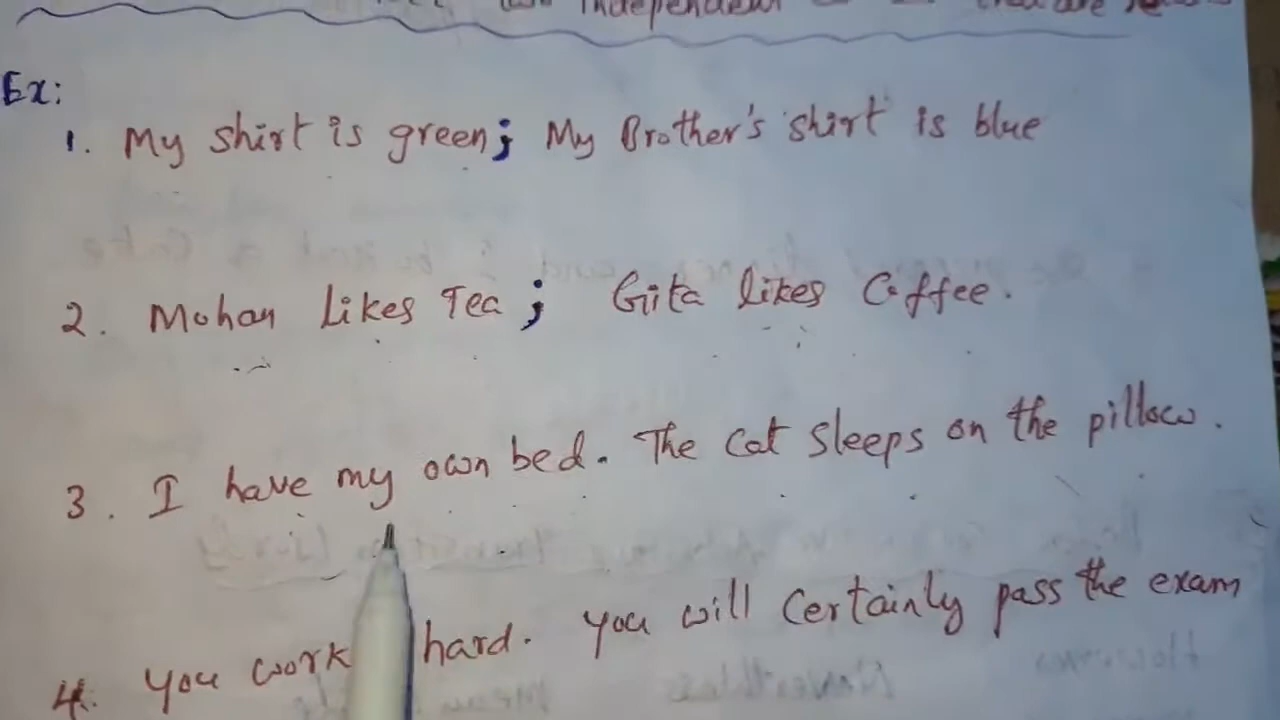 independent
Ex:
1. My shirt is green; My Brother's shirt is blue
2. Mohan Likes Tea; Gita likes Coffee.
3. I have my own bed. The Cat Sleeps on the pillow.
4. You work hard. You will Certainly pass the exam